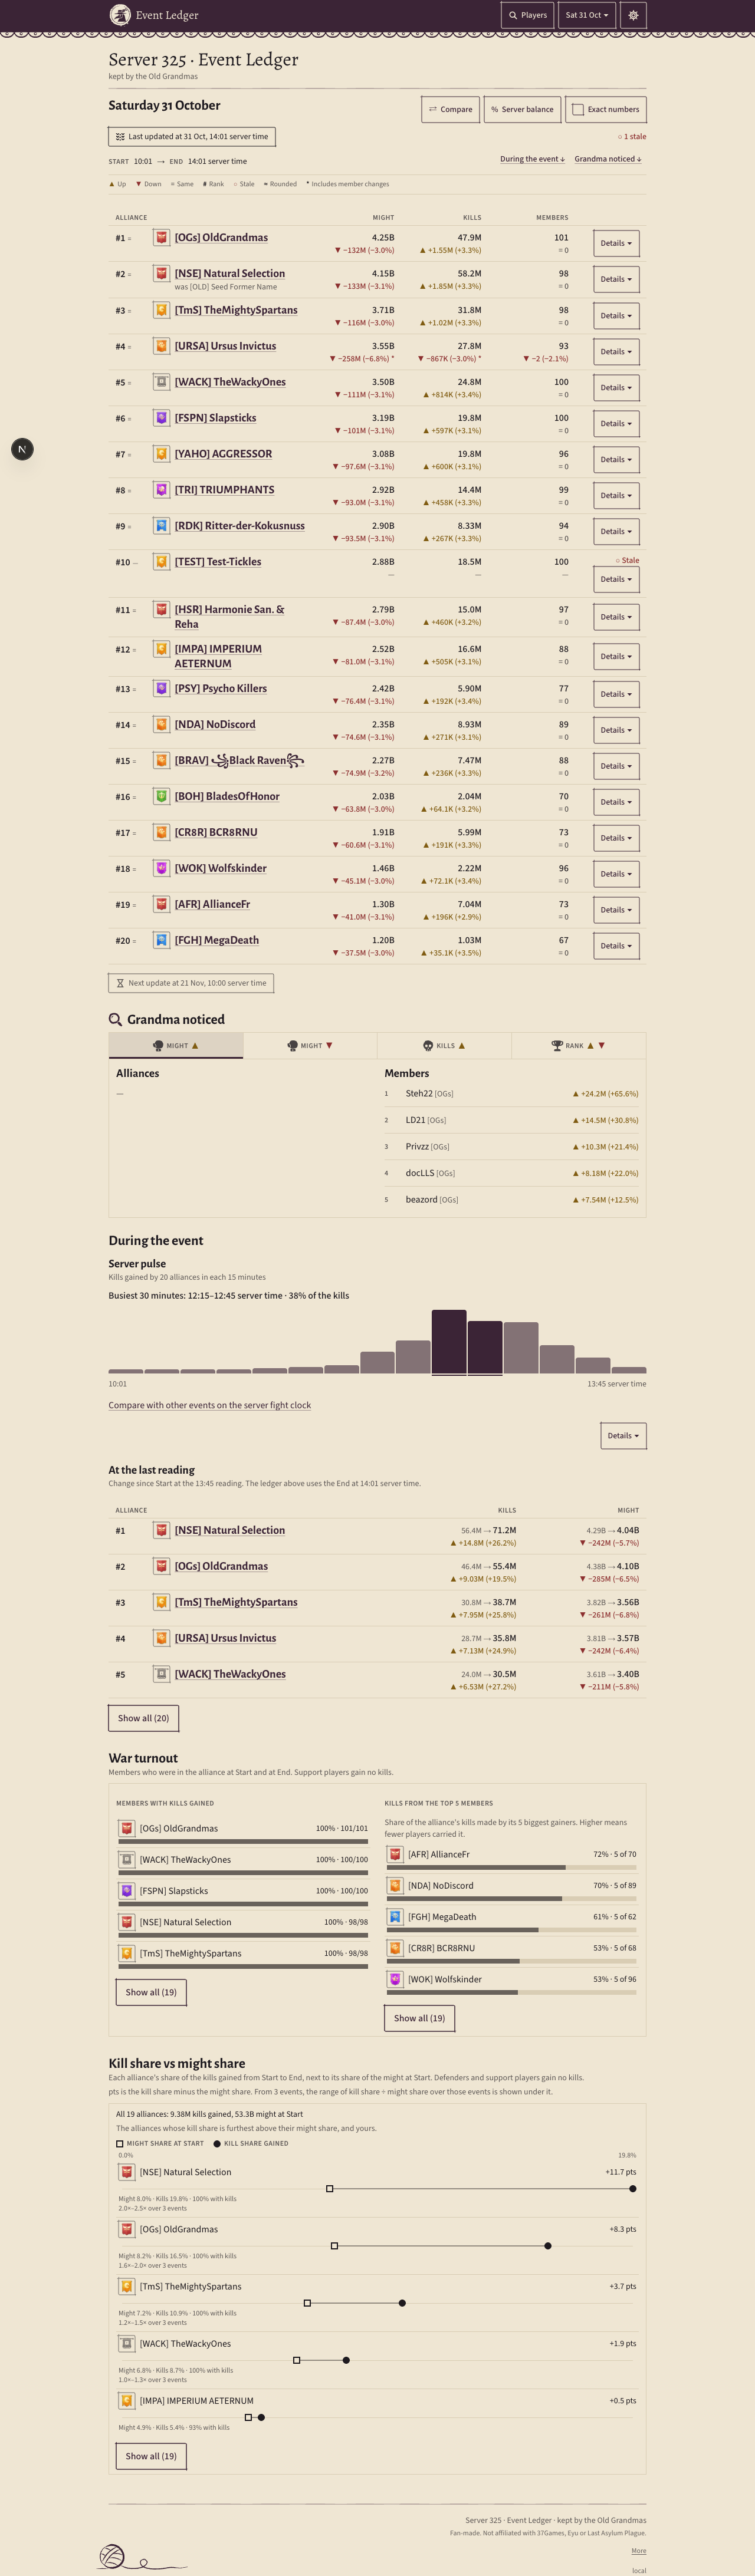 Event Ledger
Players
Sat 31 Oct
Server 325 · Event Ledger
kept by the Old Grandmas
Saturday 31 October
Compare
% Server balance
Exact numbers
Last updated at 31 Oct, 14:01 server time
○ 1 stale
START 10:01 → END 14:01 server time
During the event ↓ Grandma noticed ↓
▲ Up ▼ Down = Same # Rank ○ Stale ≈ Rounded * Includes member changes
ALLIANCE MIGHT KILLS MEMBERS
#1 = [OGs] OldGrandmas 4.25B 47.9M 101 Details
▼ −132M (−3.0%) ▲ +1.55M (+3.3%) = 0
#2 = [NSE] Natural Selection 4.15B 58.2M 98 Details
was [OLD] Seed Former Name ▼ −133M (−3.1%) ▲ +1.85M (+3.3%) = 0
#3 = [TmS] TheMightySpartans 3.71B 31.8M 98 Details
▼ −116M (−3.0%) ▲ +1.02M (+3.3%) = 0
#4 = [URSA] Ursus Invictus 3.55B 27.8M 93 Details
▼ −258M (−6.8%) * ▼ −867K (−3.0%) * ▼ −2 (−2.1%)
#5 = [WACK] TheWackyOnes 3.50B 24.8M 100 Details
▼ −111M (−3.1%) ▲ +814K (+3.4%) = 0
#6 = [FSPN] Slapsticks 3.19B 19.8M 100 Details
▼ −101M (−3.1%) ▲ +597K (+3.1%) = 0
#7 = [YAHO] AGGRESSOR 3.08B 19.8M 96 Details
▼ −97.6M (−3.1%) ▲ +600K (+3.1%) = 0
#8 = [TRI] TRIUMPHANTS 2.92B 14.4M 99 Details
▼ −93.0M (−3.1%) ▲ +458K (+3.3%) = 0
#9 = [RDK] Ritter-der-Kokusnuss 2.90B 8.33M 94 Details
▼ −93.5M (−3.1%) ▲ +267K (+3.3%) = 0
#10 — [TEST] Test-Tickles 2.88B 18.5M 100 ○ Stale
— — — Details
#11 = [HSR] Harmonie San. & 2.79B 15.0M 97 Details
Reha ▼ −87.4M (−3.0%) ▲ +460K (+3.2%) = 0
#12 = [IMPA] IMPERIUM 2.52B 16.6M 88 Details
AETERNUM ▼ −81.0M (−3.1%) ▲ +505K (+3.1%) = 0
#13 = [PSY] Psycho Killers 2.42B 5.90M 77 Details
▼ −76.4M (−3.1%) ▲ +192K (+3.4%) = 0
#14 = [NDA] NoDiscord 2.35B 8.93M 89 Details
▼ −74.6M (−3.1%) ▲ +271K (+3.1%) = 0
#15 = [BRAV] ꧁Black Raven꧂ 2.27B 7.47M 88 Details
▼ −74.9M (−3.2%) ▲ +236K (+3.3%) = 0
#16 = [BOH] BladesOfHonor 2.03B 2.04M 70 Details
▼ −63.8M (−3.0%) ▲ +64.1K (+3.2%) = 0
#17 = [CR8R] BCR8RNU 1.91B 5.99M 73 Details
▼ −60.6M (−3.1%) ▲ +191K (+3.3%) = 0
#18 = [WOK] Wolfskinder 1.46B 2.22M 96 Details
▼ −45.1M (−3.0%) ▲ +72.1K (+3.4%) = 0
#19 = [AFR] AllianceFr 1.30B 7.04M 73 Details
▼ −41.0M (−3.1%) ▲ +196K (+2.9%) = 0
#20 = [FGH] MegaDeath 1.20B 1.03M 67 Details
▼ −37.5M (−3.0%) ▲ +35.1K (+3.5%) = 0
Next update at 21 Nov, 10:00 server time
Grandma noticed
MIGHT ▲ MIGHT ▼ KILLS ▲ RANK ▲ ▼
Alliances
—
Members
1 Steh22 [OGs] ▲ +24.2M (+65.6%)
2 LD21 [OGs] ▲ +14.5M (+30.8%)
3 Privzz [OGs] ▲ +10.3M (+21.4%)
4 docLLS [OGs] ▲ +8.18M (+22.0%)
5 beazord [OGs] ▲ +7.54M (+12.5%)
During the event
Server pulse
Kills gained by 20 alliances in each 15 minutes
Busiest 30 minutes: 12:15–12:45 server time · 38% of the kills
10:01 13:45 server time
Compare with other events on the server fight clock
Details
At the last reading
Change since Start at the 13:45 reading. The ledger above uses the End at 14:01 server time.
ALLIANCE KILLS MIGHT
#1 [NSE] Natural Selection 56.4M → 71.2M 4.29B → 4.04B
▲ +14.8M (+26.2%) ▼ −242M (−5.7%)
#2 [OGs] OldGrandmas 46.4M → 55.4M 4.38B → 4.10B
▲ +9.03M (+19.5%) ▼ −285M (−6.5%)
#3 [TmS] TheMightySpartans 30.8M → 38.7M 3.82B → 3.56B
▲ +7.95M (+25.8%) ▼ −261M (−6.8%)
#4 [URSA] Ursus Invictus 28.7M → 35.8M 3.81B → 3.57B
▲ +7.13M (+24.9%) ▼ −242M (−6.4%)
#5 [WACK] TheWackyOnes 24.0M → 30.5M 3.61B → 3.40B
▲ +6.53M (+27.2%) ▼ −211M (−5.8%)
Show all (20)
War turnout
Members who were in the alliance at Start and at End. Support players gain no kills.
MEMBERS WITH KILLS GAINED
[OGs] OldGrandmas 100% · 101/101
[WACK] TheWackyOnes 100% · 100/100
[FSPN] Slapsticks 100% · 100/100
[NSE] Natural Selection 100% · 98/98
[TmS] TheMightySpartans 100% · 98/98
Show all (19)
KILLS FROM THE TOP 5 MEMBERS
Share of the alliance's kills made by its 5 biggest gainers. Higher means
fewer players carried it.
[AFR] AllianceFr 72% · 5 of 70
[NDA] NoDiscord 70% · 5 of 89
[FGH] MegaDeath 61% · 5 of 62
[CR8R] BCR8RNU 53% · 5 of 68
[WOK] Wolfskinder 53% · 5 of 96
Show all (19)
Kill share vs might share
Each alliance's share of the kills gained from Start to End, next to its share of the might at Start. Defenders and support players gain no kills.
pts is the kill share minus the might share. From 3 events, the range of kill share ÷ might share over those events is shown under it.
All 19 alliances: 9.38M kills gained, 53.3B might at Start
The alliances whose kill share is furthest above their might share, and yours.
MIGHT SHARE AT START KILL SHARE GAINED
0.0% 19.8%
[NSE] Natural Selection +11.7 pts
Might 8.0% · Kills 19.8% · 100% with kills
2.0×–2.5× over 3 events
[OGs] OldGrandmas +8.3 pts
Might 8.2% · Kills 16.5% · 100% with kills
1.6×–2.0× over 3 events
[TmS] TheMightySpartans +3.7 pts
Might 7.2% · Kills 10.9% · 100% with kills
1.2×–1.5× over 3 events
[WACK] TheWackyOnes +1.9 pts
Might 6.8% · Kills 8.7% · 100% with kills
1.0×–1.3× over 3 events
[IMPA] IMPERIUM AETERNUM +0.5 pts
Might 4.9% · Kills 5.4% · 93% with kills
Show all (19)
Server 325 · Event Ledger · kept by the Old Grandmas
Fan-made. Not affiliated with 37Games, Eyu or Last Asylum Plague.
More
local
N